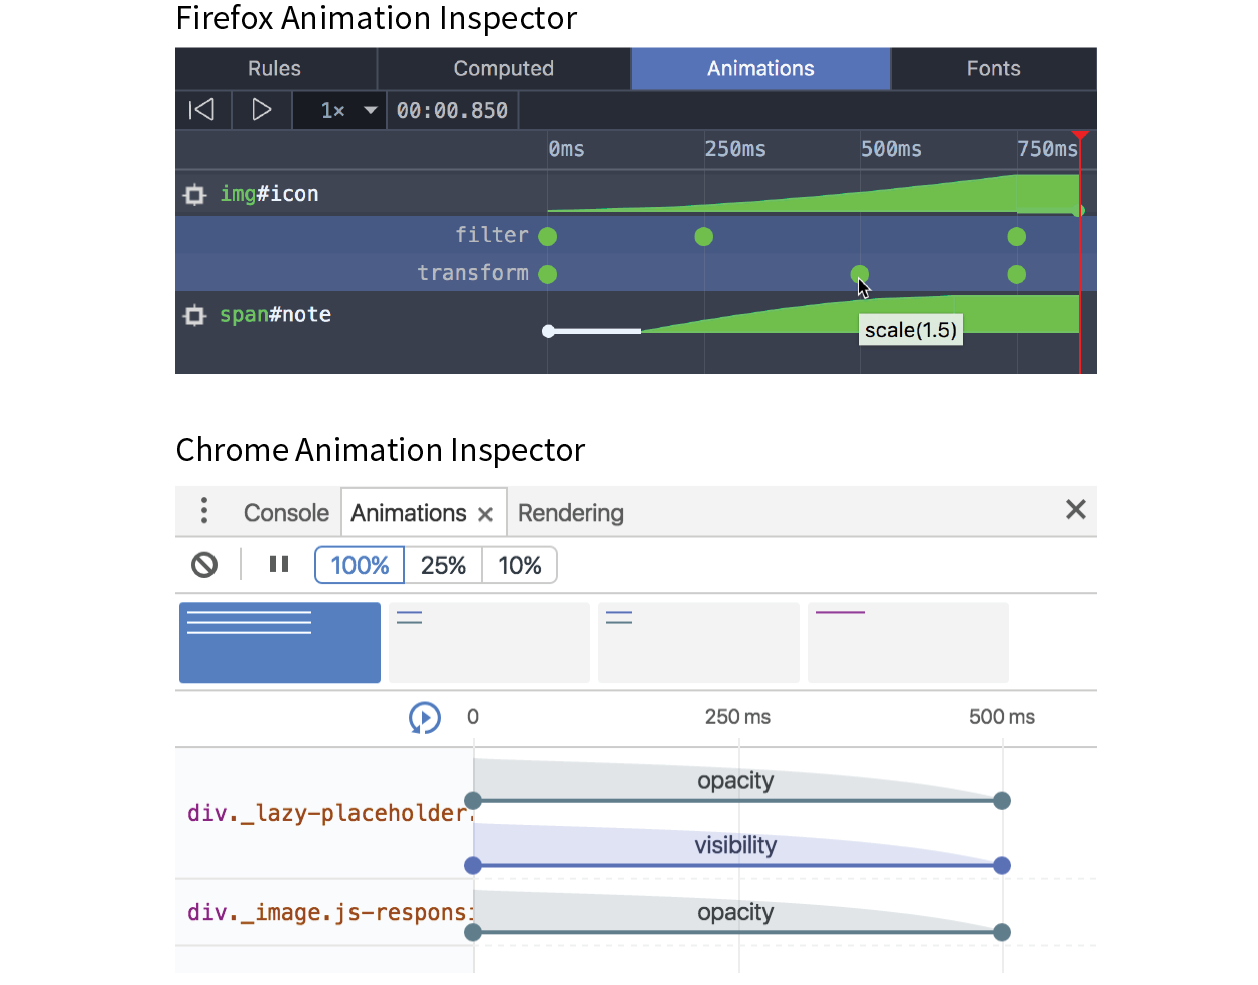 Firefox Animation Inspector
Rules Computed Animations Fonts
1× 00:00.850
0ms 250ms 500ms 750ms
img#icon
filter
transform
span#note
scale(1.5)
Chrome Animation Inspector
Console Animations × Rendering ×
100% 25% 10%
0 250 ms 500 ms
opacity
div._lazy-placeholder.
visibility
div._image.js-responsi
opacity